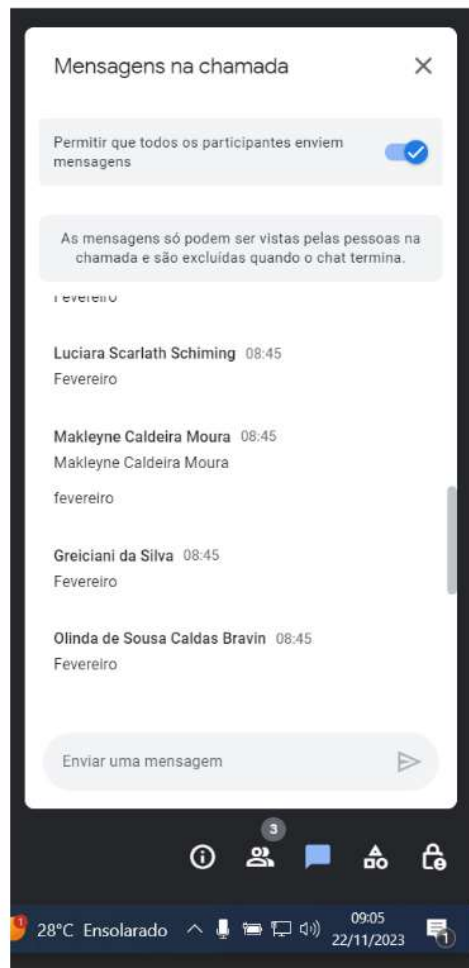 Mensagens na chamada
Permitir que todos os participantes enviem
mensagens
As mensagens só podem ser vistas pelas pessoas na
chamada e são excluídas quando o chat termina.
Fevereiro
Luciara Scarlath Schiming 08:45
Fevereiro
Makleyne Caldeira Moura 08:45
Makleyne Caldeira Moura
fevereiro
Greiciani da Silva 08:45
Fevereiro
Olinda de Sousa Caldas Bravin 08:45
Fevereiro
Enviar uma mensagem
3
1
28°C Ensolarado
09:05
22/11/2023
1